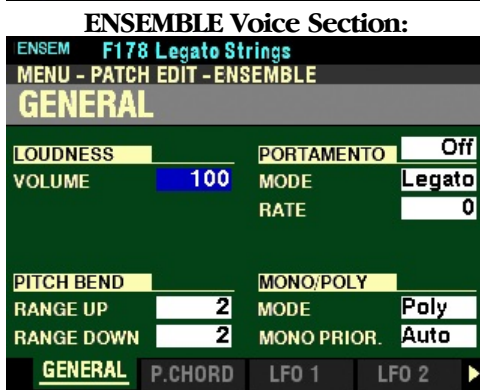 ENSEMBLE Voice Section:
ENSEM F178 Legato Strings
MENU - PATCH EDIT - ENSEMBLE
GENERAL
LOUDNESS
VOLUME 100
PORTAMENTO Off
MODE Legato
RATE 0
PITCH BEND
RANGE UP 2
RANGE DOWN 2
MONO/POLY
MODE Poly
MONO PRIOR. Auto
GENERAL P.CHORD LFO 1 LFO 2